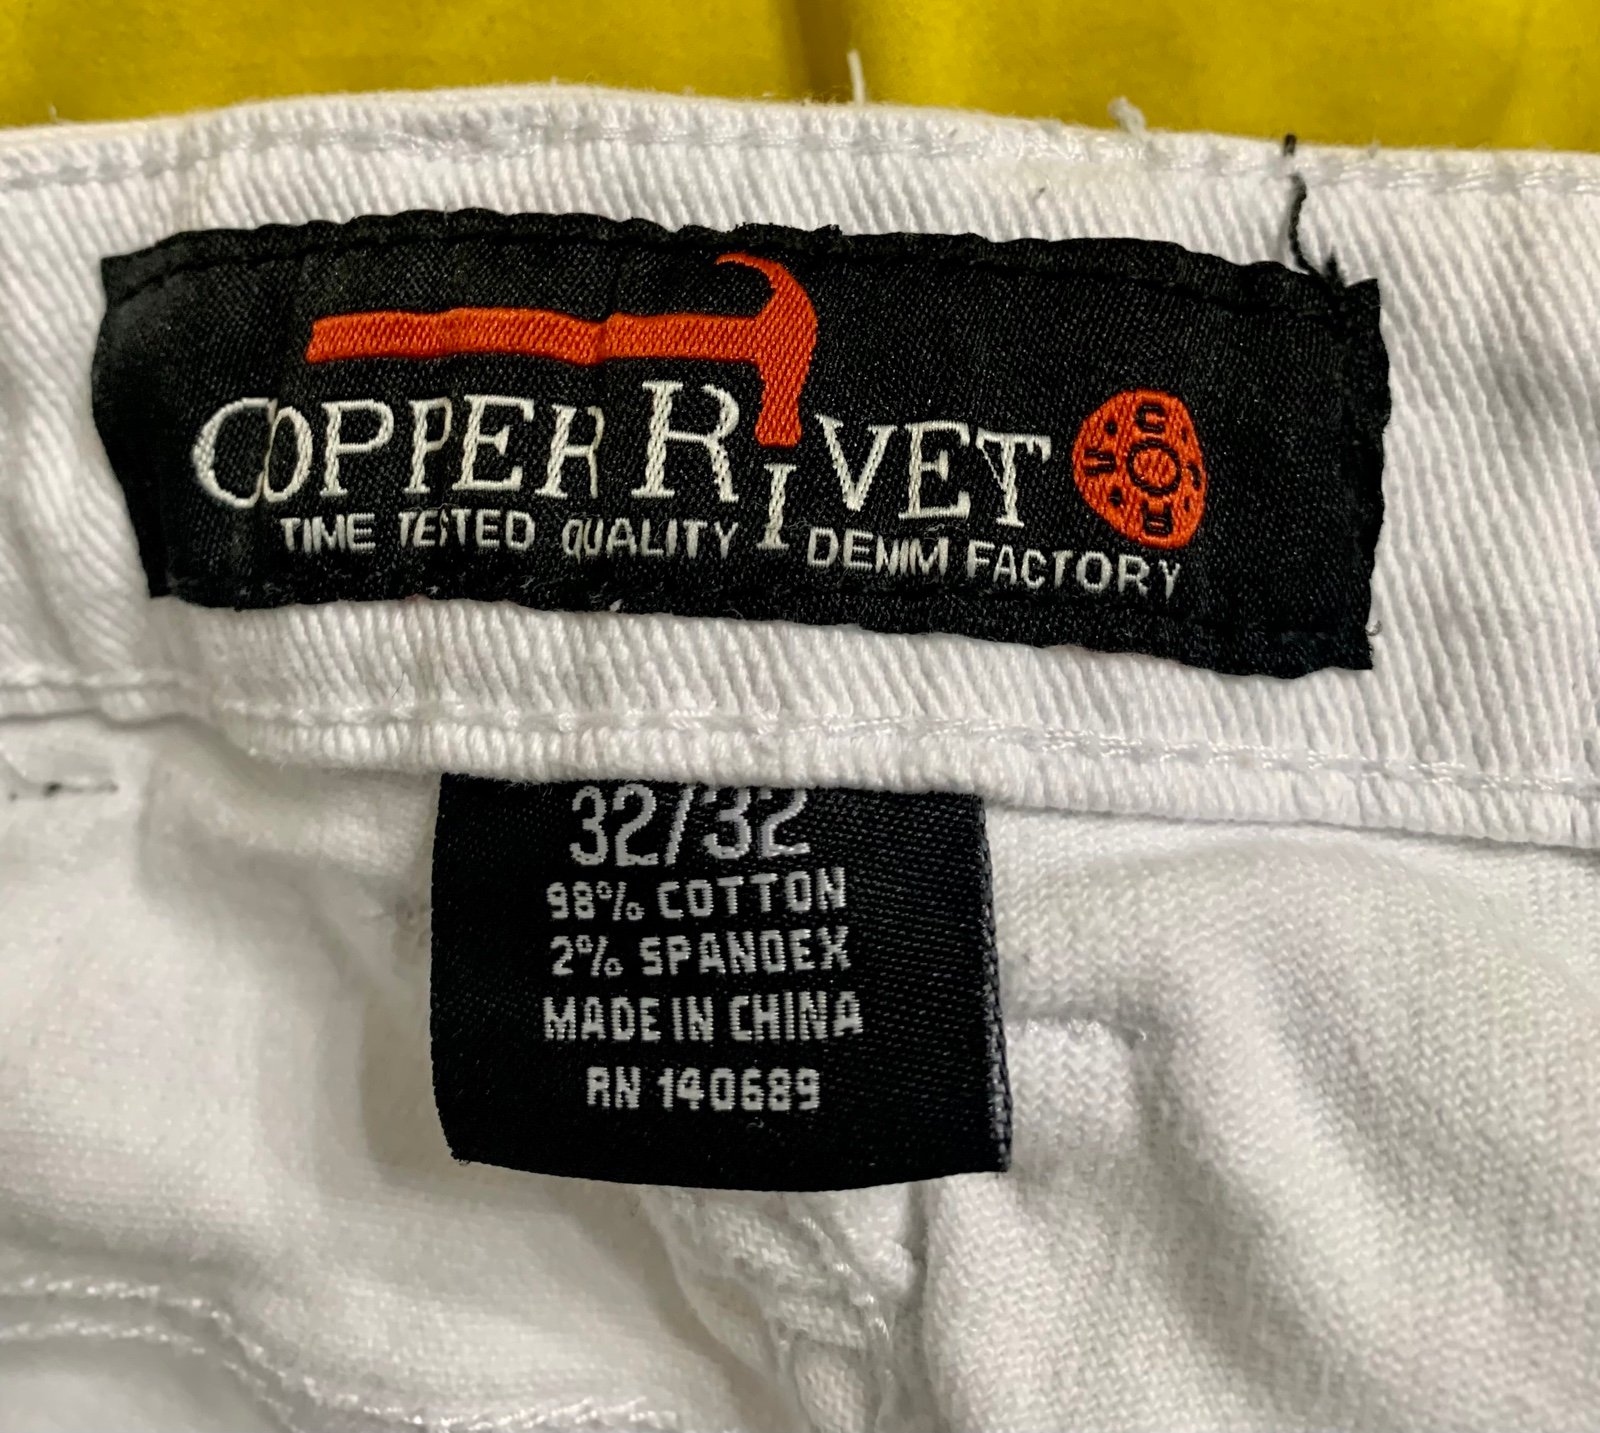 COPPER RIVET
TIME TESTED QUALITY DENIM FACTORY
32/32
98% COTTON
2% SPANDEX
MADE IN CHINA
RN 140689